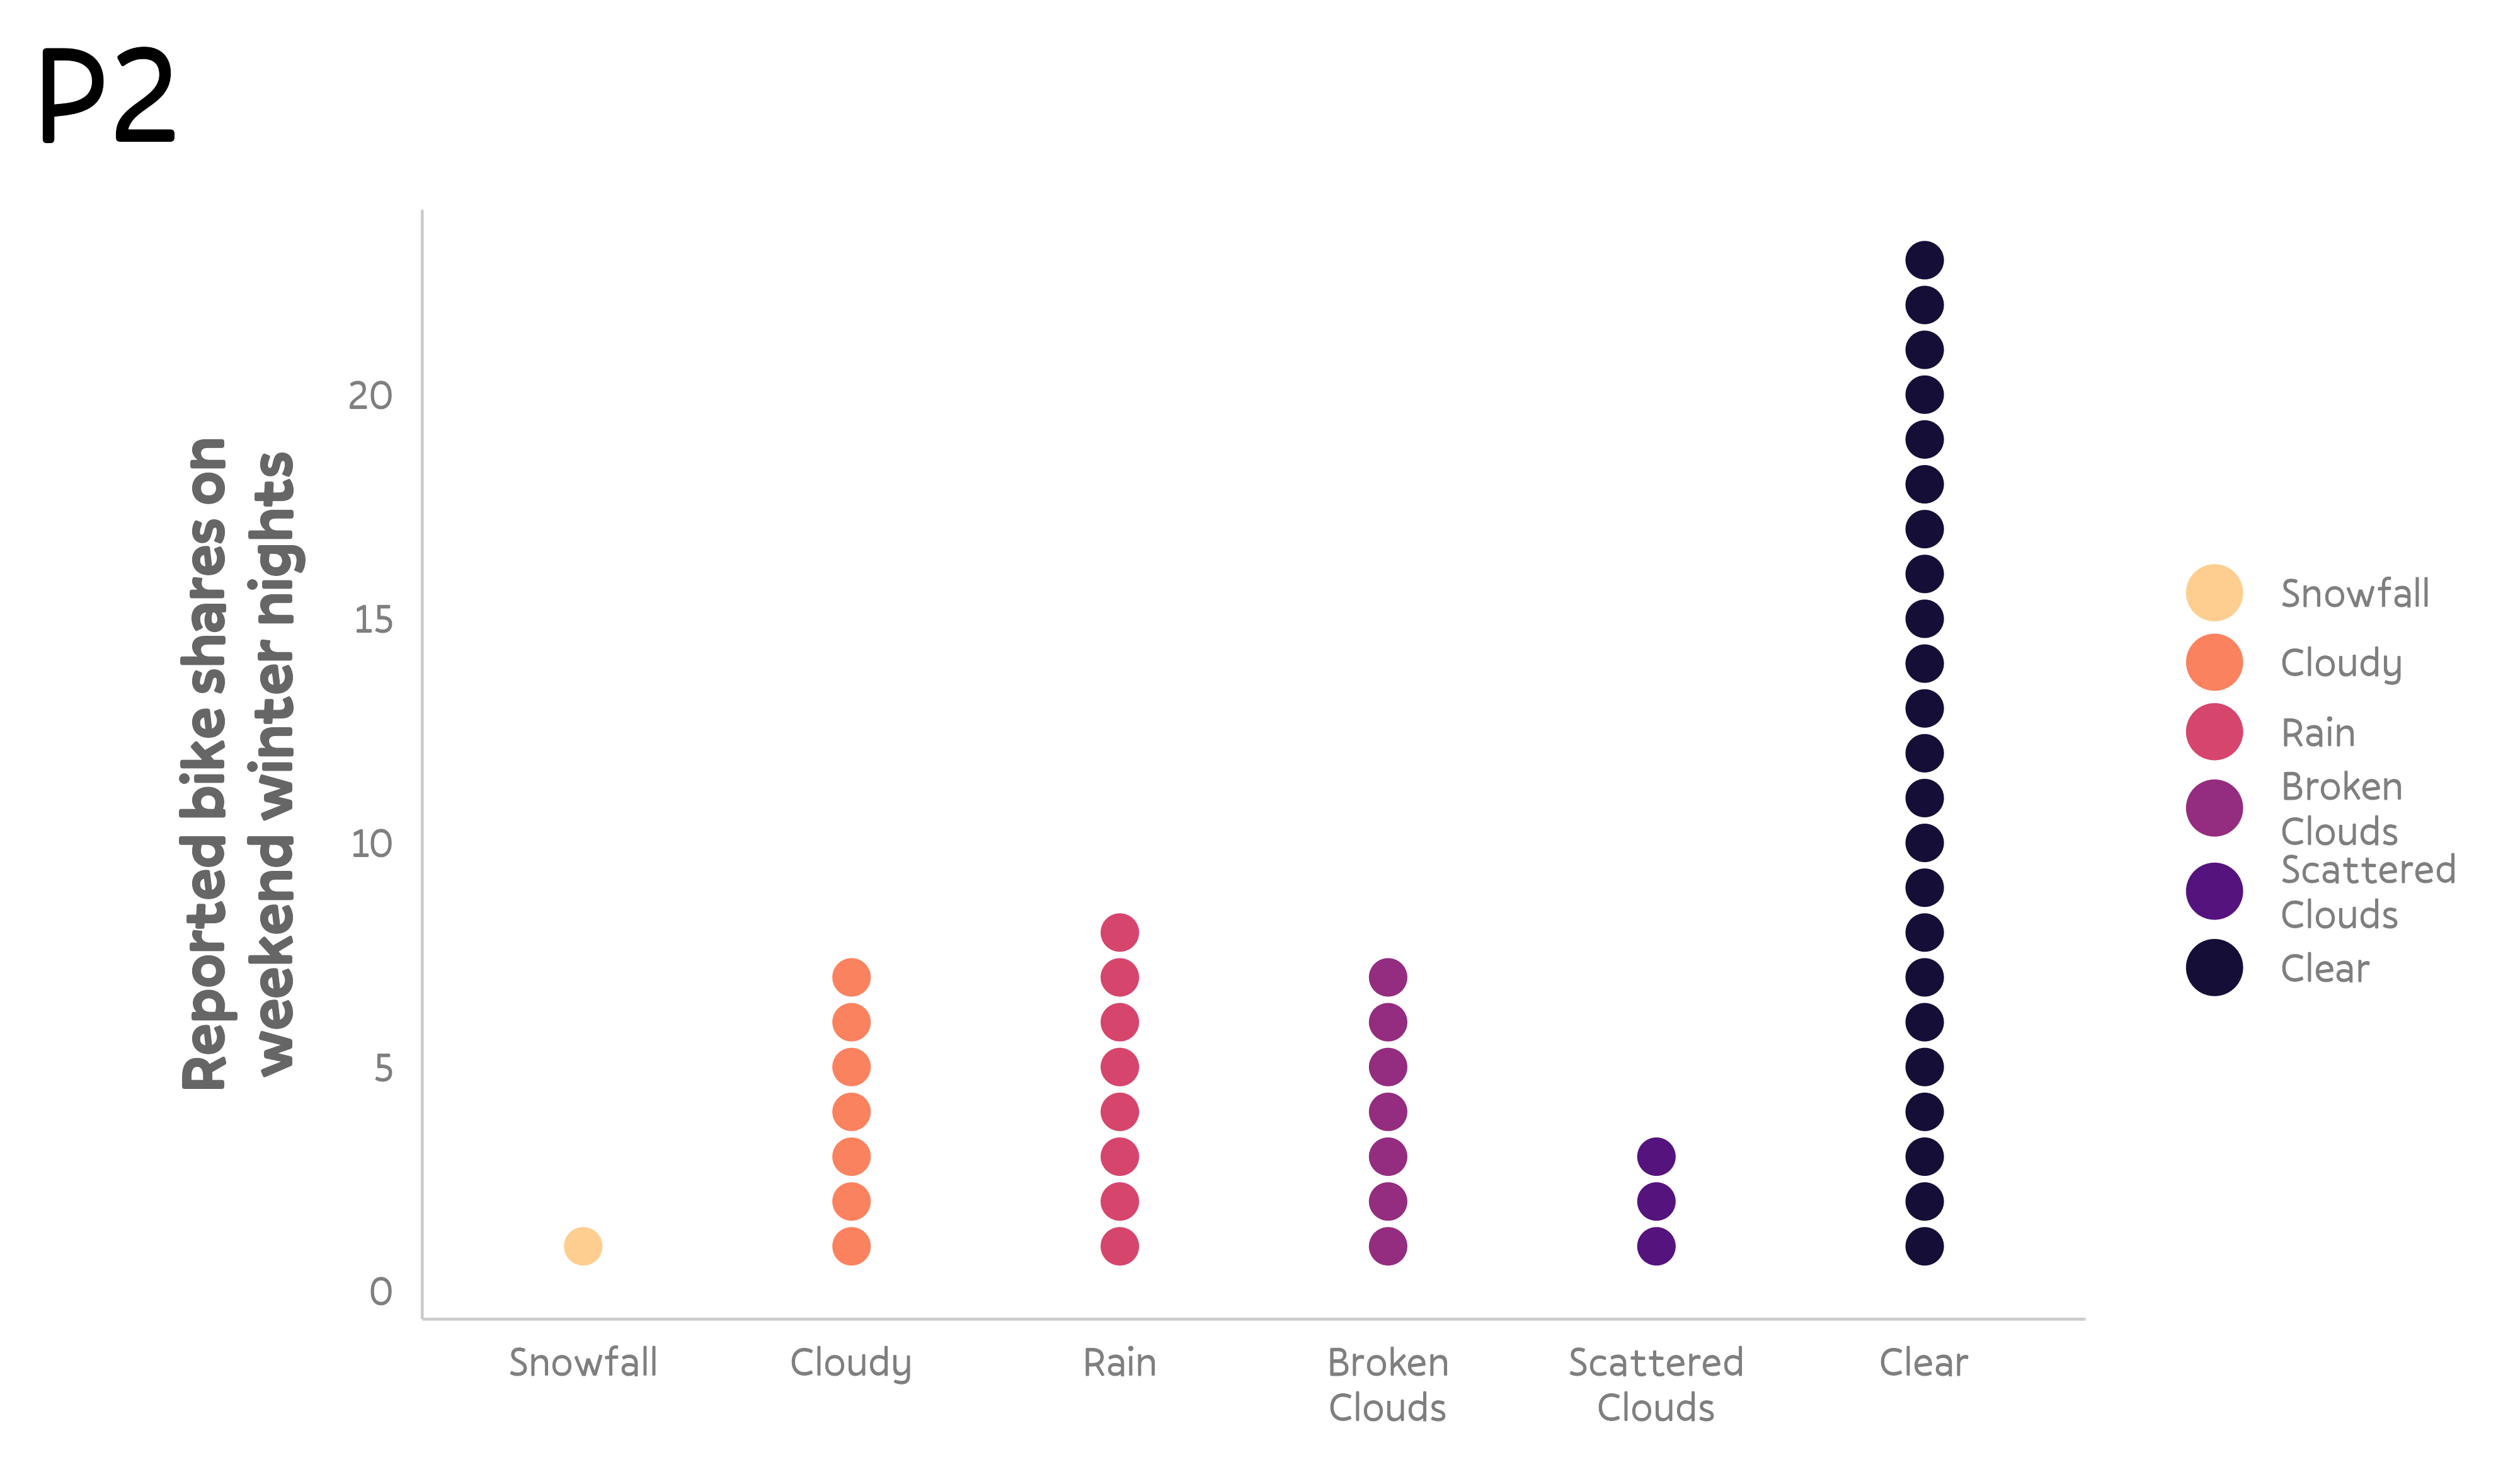 P2
Reported bike shares on
weekend winter nights
20
15
10
5
0
Snowfall
Cloudy
Rain
Broken
Clouds
Scattered
Clouds
Clear
Snowfall
Cloudy
Rain
Broken
Clouds
Scattered
Clouds
Clear